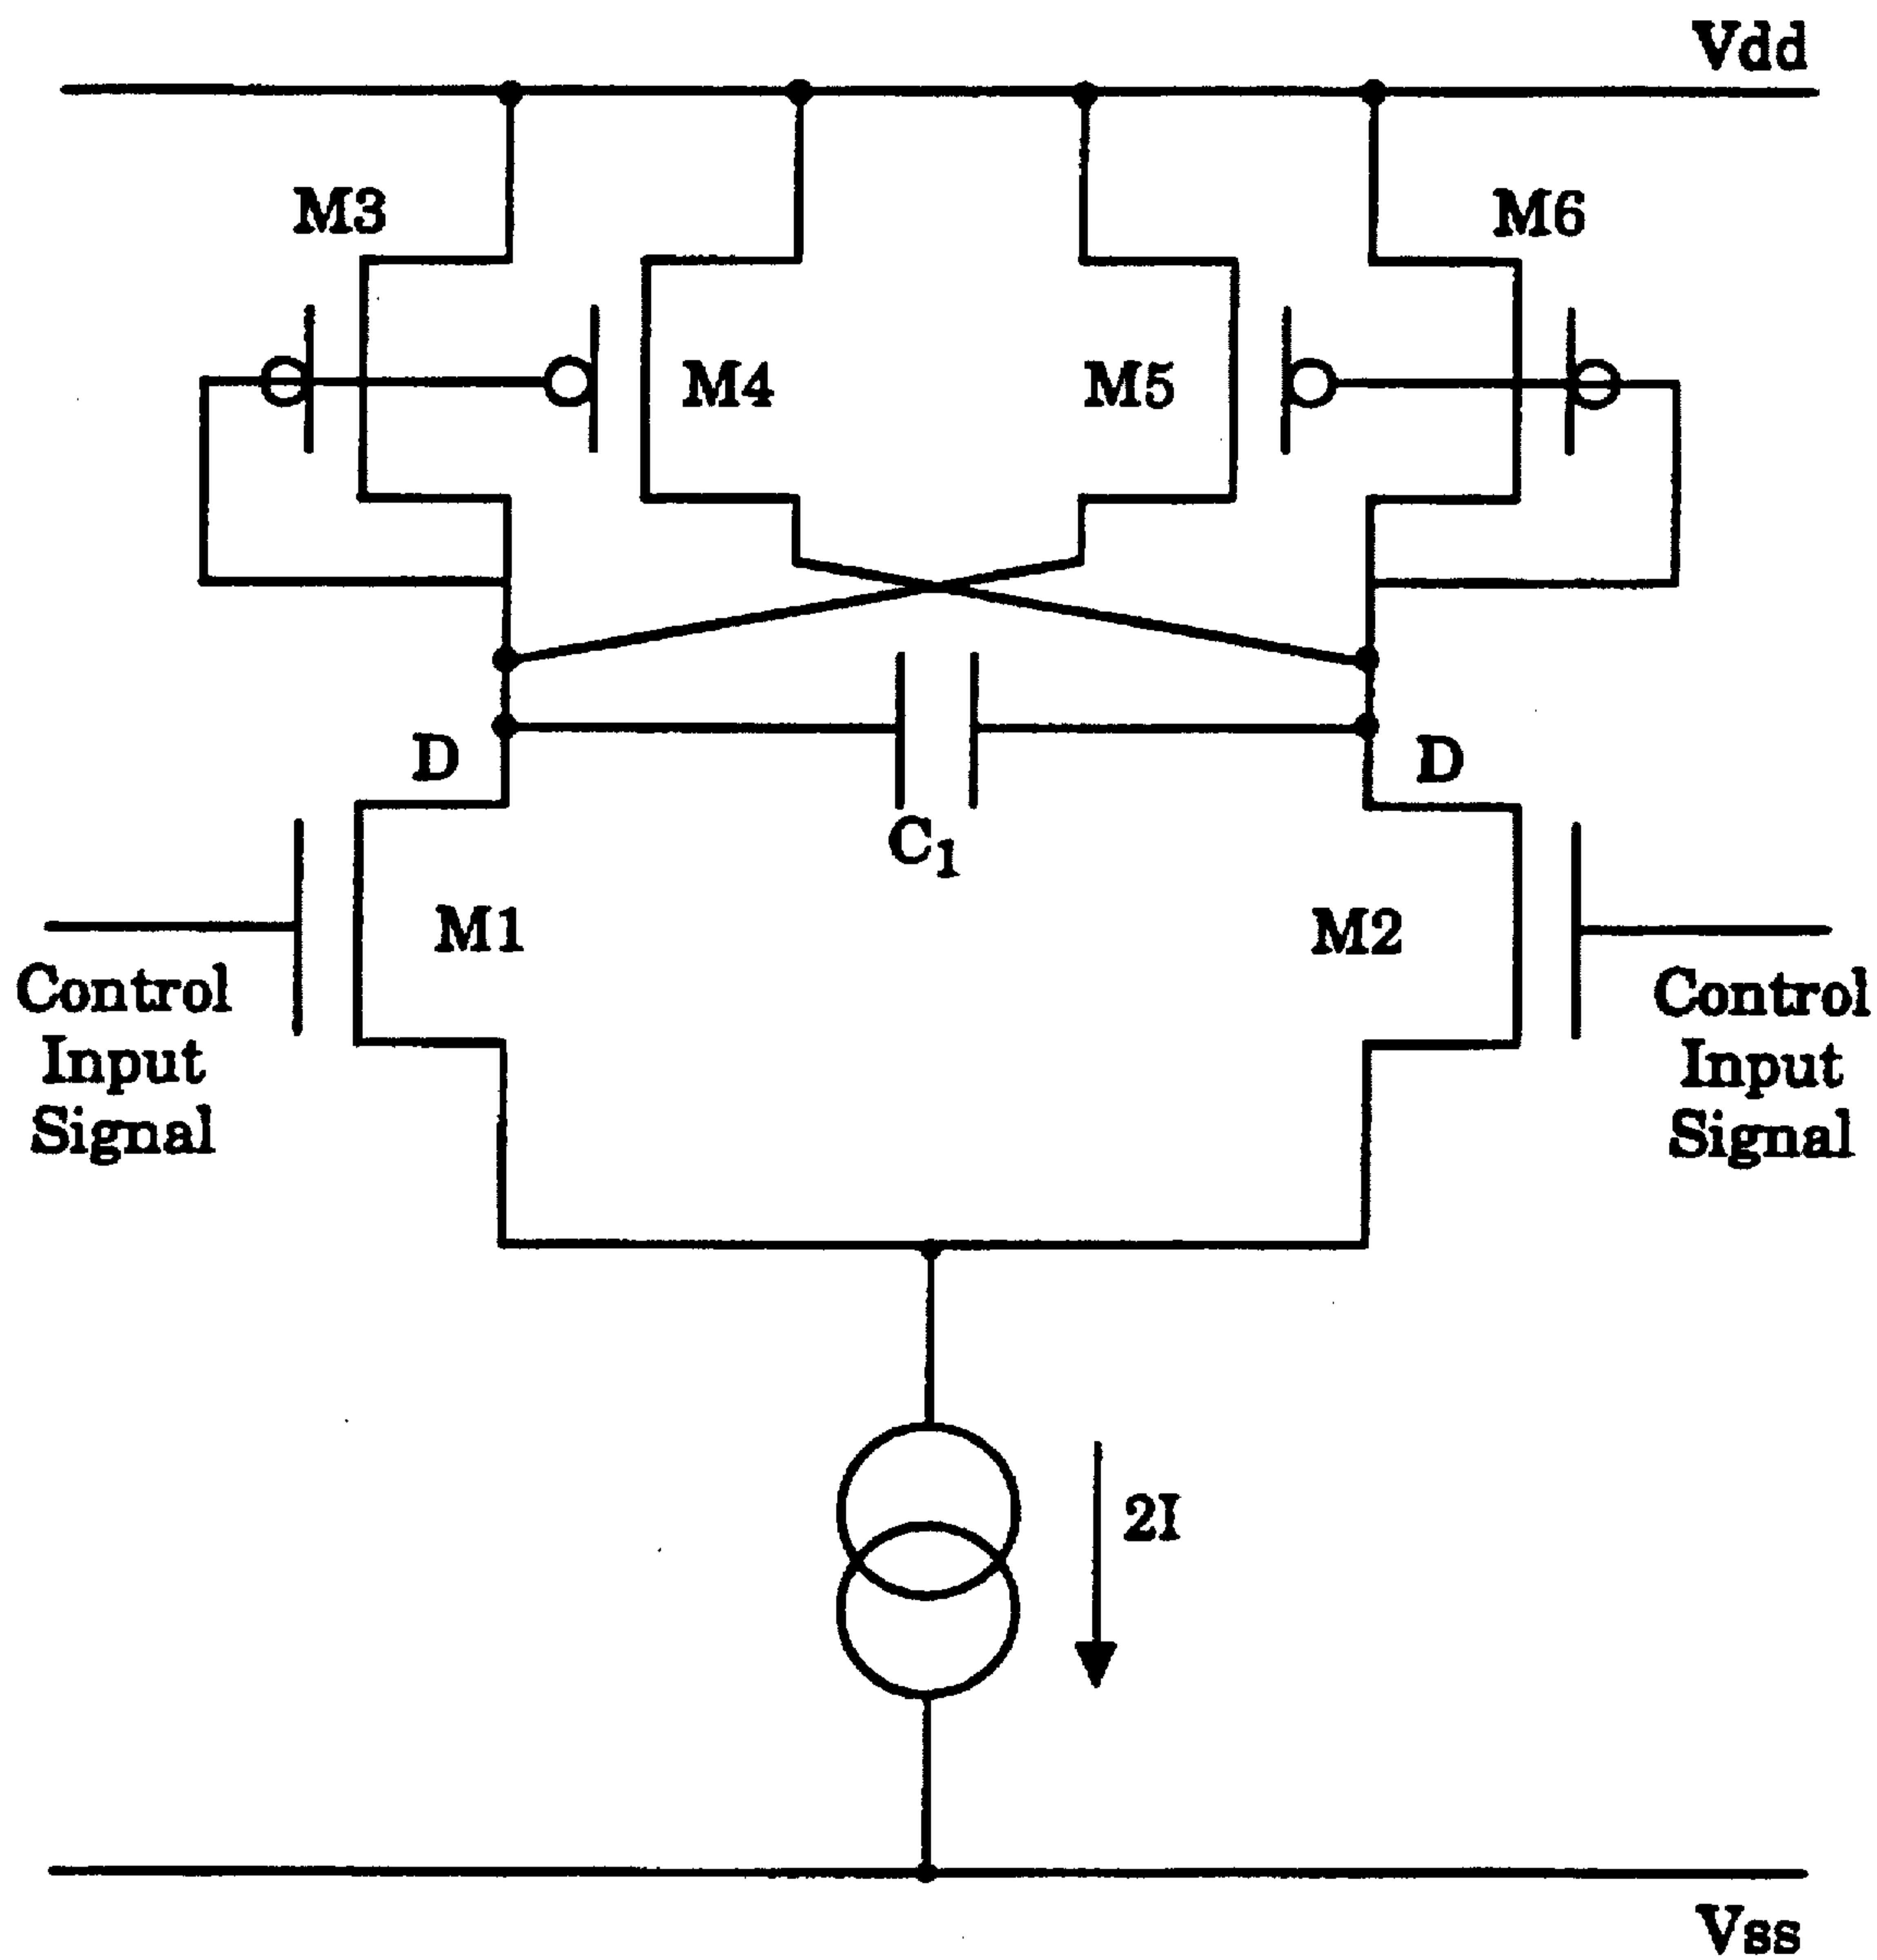 Vdd
M3
M6
M4
M5
D
D
C₁
M1
M2
Control
Input
Signal
Control
Input
Signal
2I
Vss